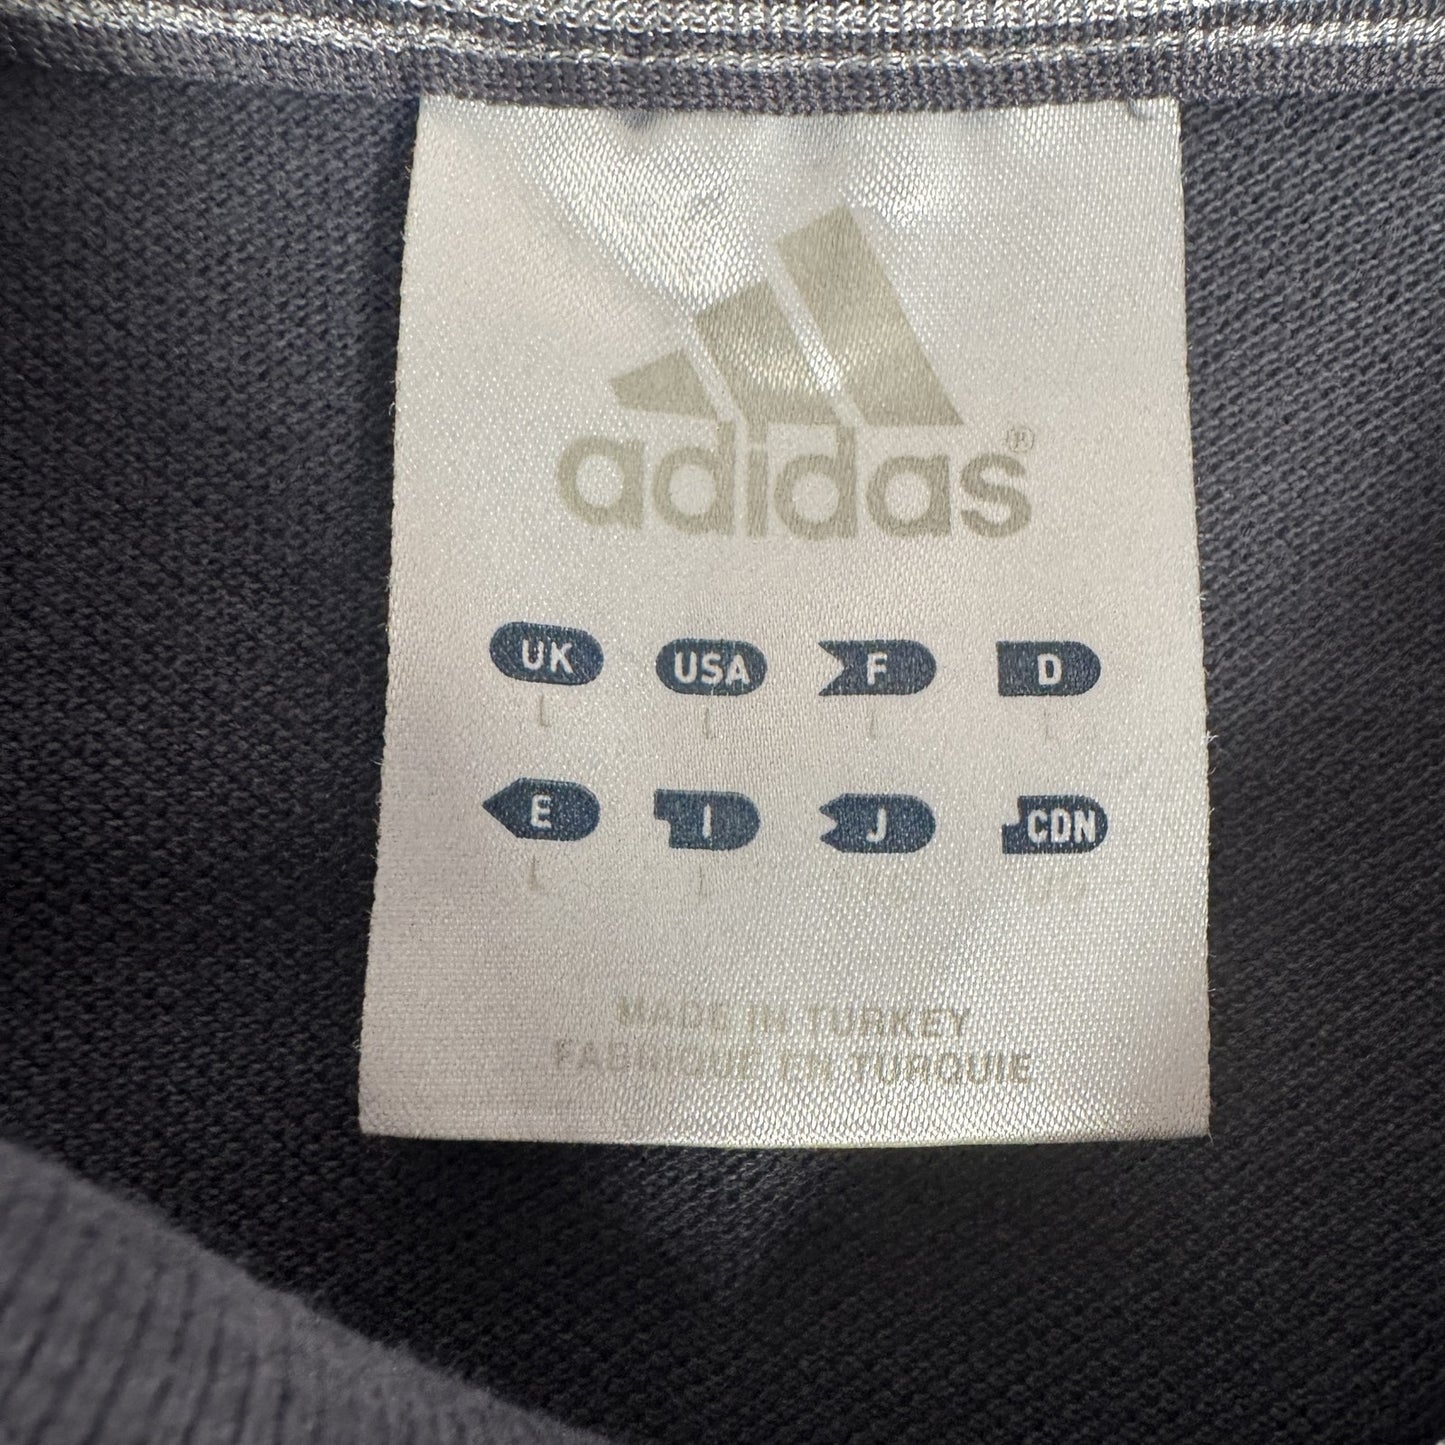 adidas®
UK USA F D
L L L L
E I J CDN
L L
MADE IN TURKEY
FABRIQUE EN TURQUIE